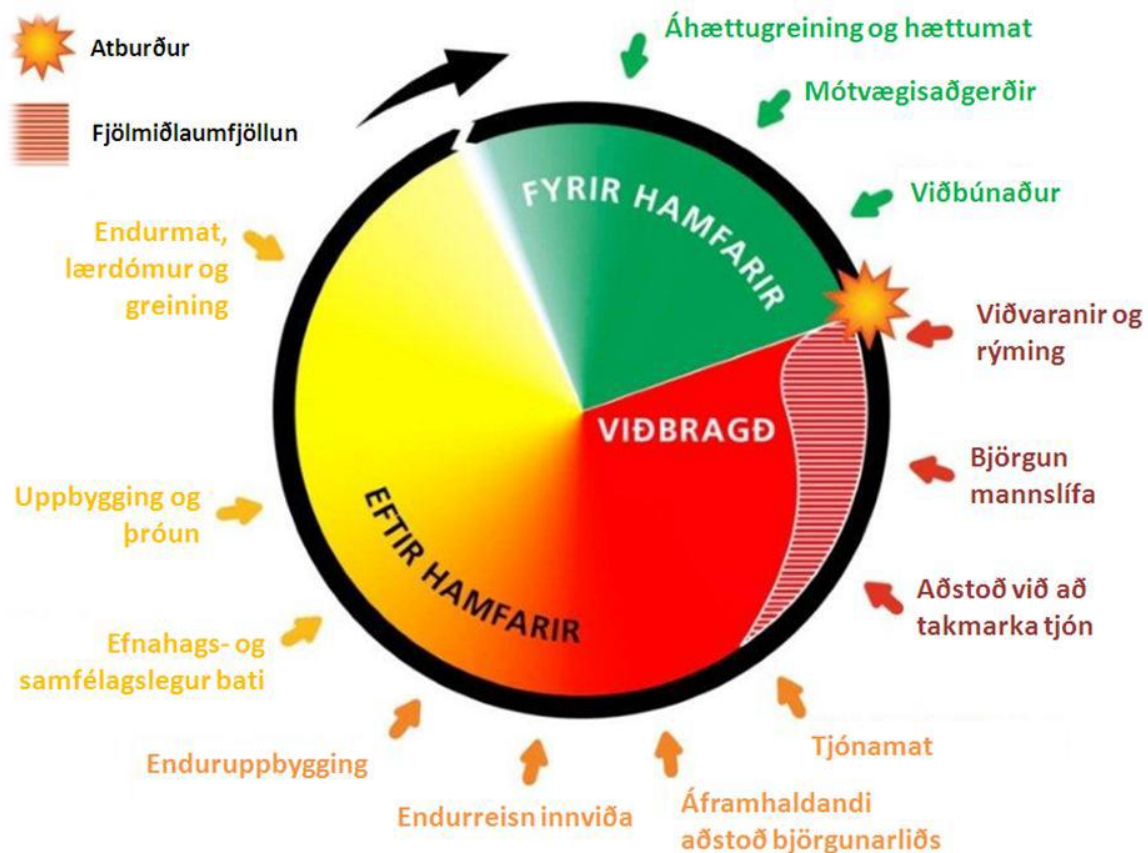 Atburður
Fjölmiðlaumfjöllun
Áhættugreining og hættumat
Mótvægisaðgerðir
Viðbúnaður
Viðvaranir og
rýming
Björgun
mannslífa
Aðstoð við að
takmarka tjón
Tjónamat
Áframhaldandi
aðstoð björgunarliðs
Endurreisn innviða
Enduruppbygging
Efnahags- og
samfélagslegur bati
Uppbygging og
þróun
Endurmat,
lærdómur og
greining
FYRIR HAMFARIR
VIÐBRAGÐ
EFTIR HAMFARIR